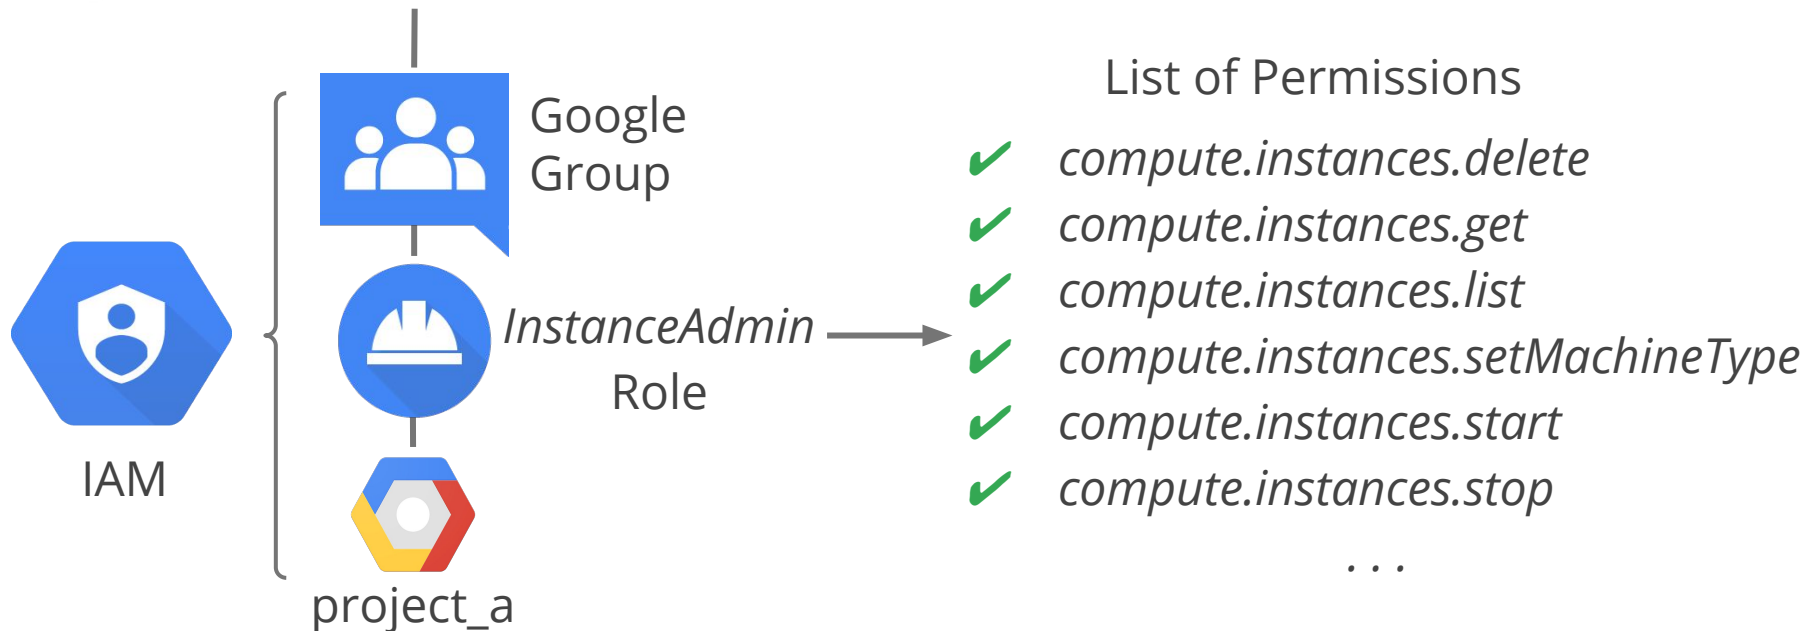 Google
Group
IAM
InstanceAdmin
Role
project_a
List of Permissions
✔ compute.instances.delete
✔ compute.instances.get
✔ compute.instances.list
✔ compute.instances.setMachineType
✔ compute.instances.start
✔ compute.instances.stop
. . .